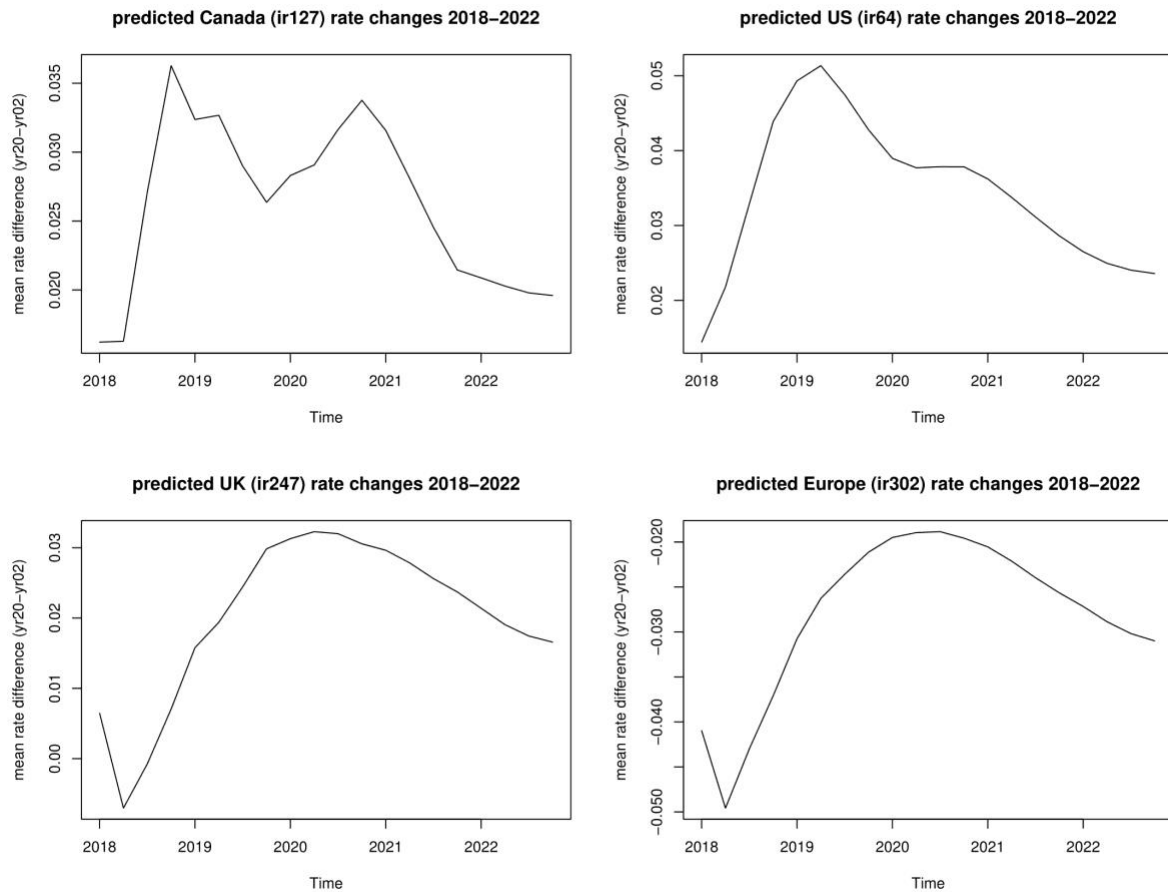 predicted Canada (ir127) rate changes 2018−2022
mean rate difference (yr20−yr02)
0.035
0.030
0.025
0.020
2018 2019 2020 2021 2022
Time
predicted US (ir64) rate changes 2018−2022
mean rate difference (yr20−yr02)
0.05
0.04
0.03
0.02
2018 2019 2020 2021 2022
Time
predicted UK (ir247) rate changes 2018−2022
mean rate difference (yr20−yr02)
0.03
0.02
0.01
0.00
2018 2019 2020 2021 2022
Time
predicted Europe (ir302) rate changes 2018−2022
mean rate difference (yr20−yr02)
−0.020
−0.030
−0.040
−0.050
2018 2019 2020 2021 2022
Time